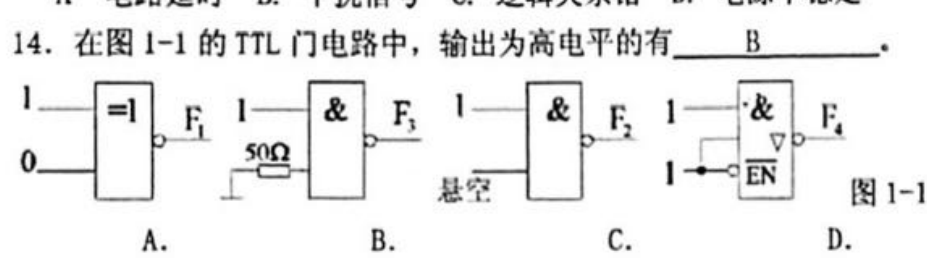 14. 在图 1-1 的 TTL 门电路中，输出为高电平的有 B 。
1 =1 F₁ 1 & F₃ 1 & F₂ 1 & F₄
0 50Ω 悬空 1 ▽ EN 图 1-1
A. B. C. D.